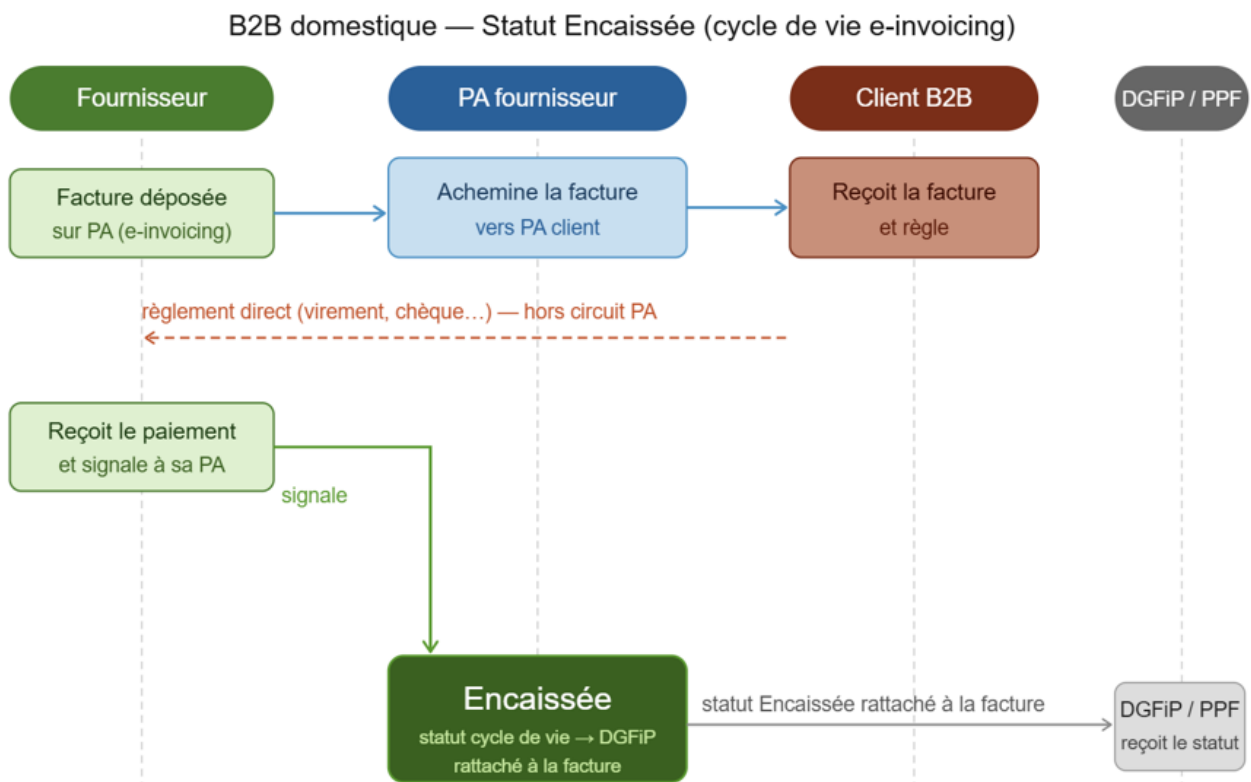 B2B domestique — Statut Encaissée (cycle de vie e-invoicing)
Fournisseur
PA fournisseur
Client B2B
DGFiP / PPF
Facture déposée
sur PA (e-invoicing)
Achemine la facture
vers PA client
Reçoit la facture
et règle
règlement direct (virement, chèque…) — hors circuit PA
Reçoit le paiement
et signale à sa PA
signale
Encaissée
statut cycle de vie → DGFiP
rattaché à la facture
statut Encaissée rattaché à la facture
DGFiP / PPF
reçoit le statut